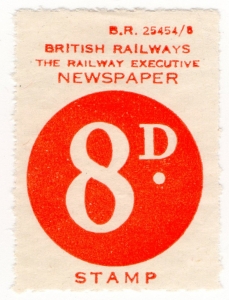 B.R. 25454/8
BRITISH RAILWAYS
THE RAILWAY EXECUTIVE
NEWSPAPER
8D.
STAMP